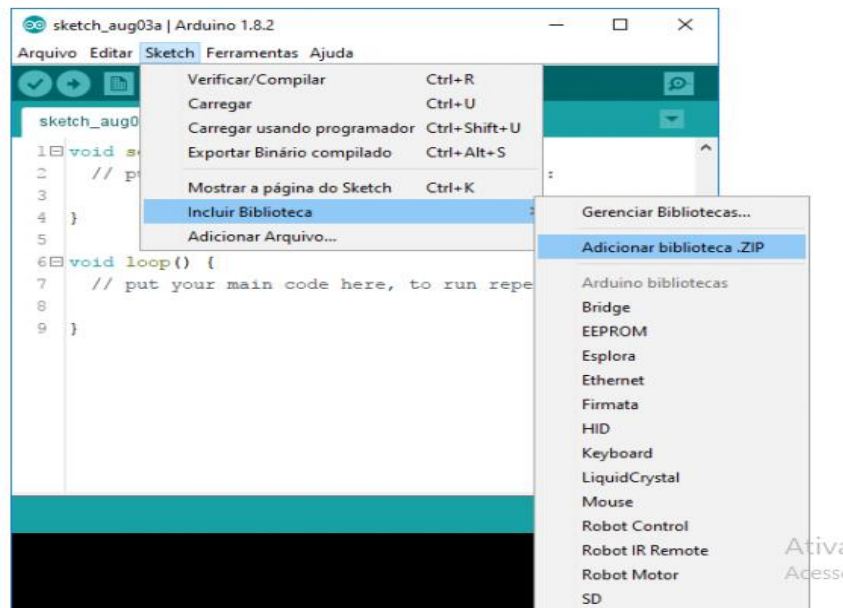 sketch_aug03a | Arduino 1.8.2
Arquivo Editar Sketch Ferramentas Ajuda
sketch_aug0
Verificar/Compilar Ctrl+R
Carregar Ctrl+U
Carregar usando programador Ctrl+Shift+U
Exportar Binário compilado Ctrl+Alt+S
Mostrar a página do Sketch Ctrl+K
Incluir Biblioteca
Adicionar Arquivo...
1 void s
2 // p :
3
4 }
5
6 void loop() {
7 // put your main code here, to run repe
8
9 }
Gerenciar Bibliotecas...
Adicionar biblioteca .ZIP
Arduino bibliotecas
Bridge
EEPROM
Esplora
Ethernet
Firmata
HID
Keyboard
LiquidCrystal
Mouse
Robot Control
Robot IR Remote
Robot Motor
SD
Ativa
Acesse